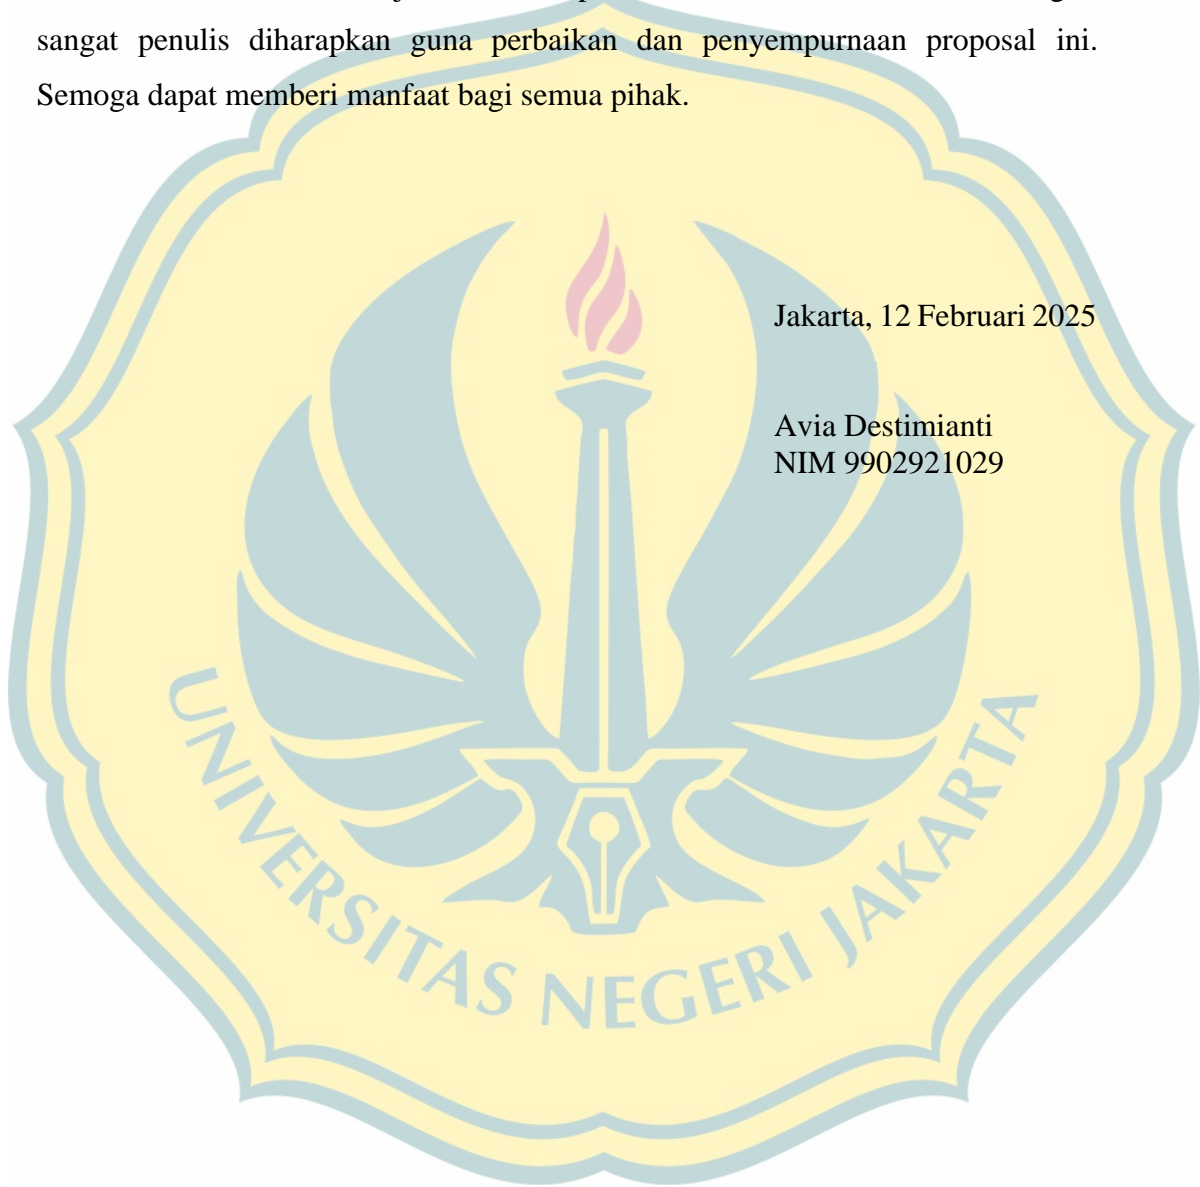 sangat penulis diharapkan guna perbaikan dan penyempurnaan proposal ini.
Semoga dapat memberi manfaat bagi semua pihak.
Jakarta, 12 Februari 2025
Avia Destimianti
NIM 9902921029
UNIVERSITAS NEGERI JAKARTA